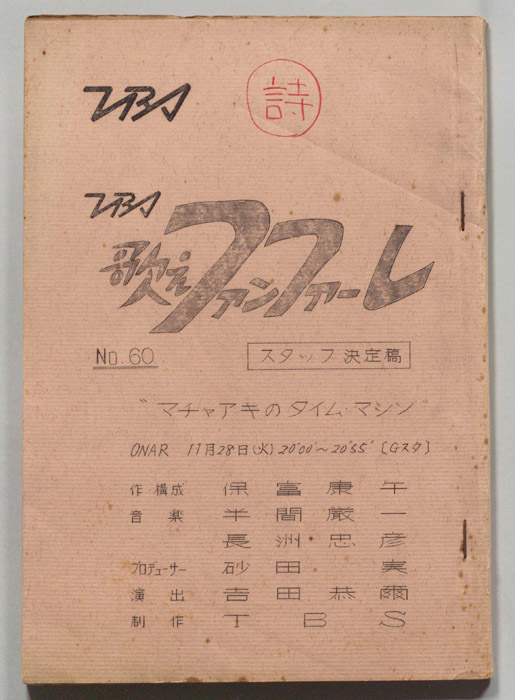 TBS
詩
TBS
歌えファンファーレ
No.60
スタッフ決定稿
"マチャアキのタイム・マシン"
ONAR 11月28日(火) 20°00'～20°55' [Gスタ]
作 構成 保富康午
音楽 半間厳一
長洲忠彦
プロデューサー 砂田実
演出 吉田恭爾
制作 TBS